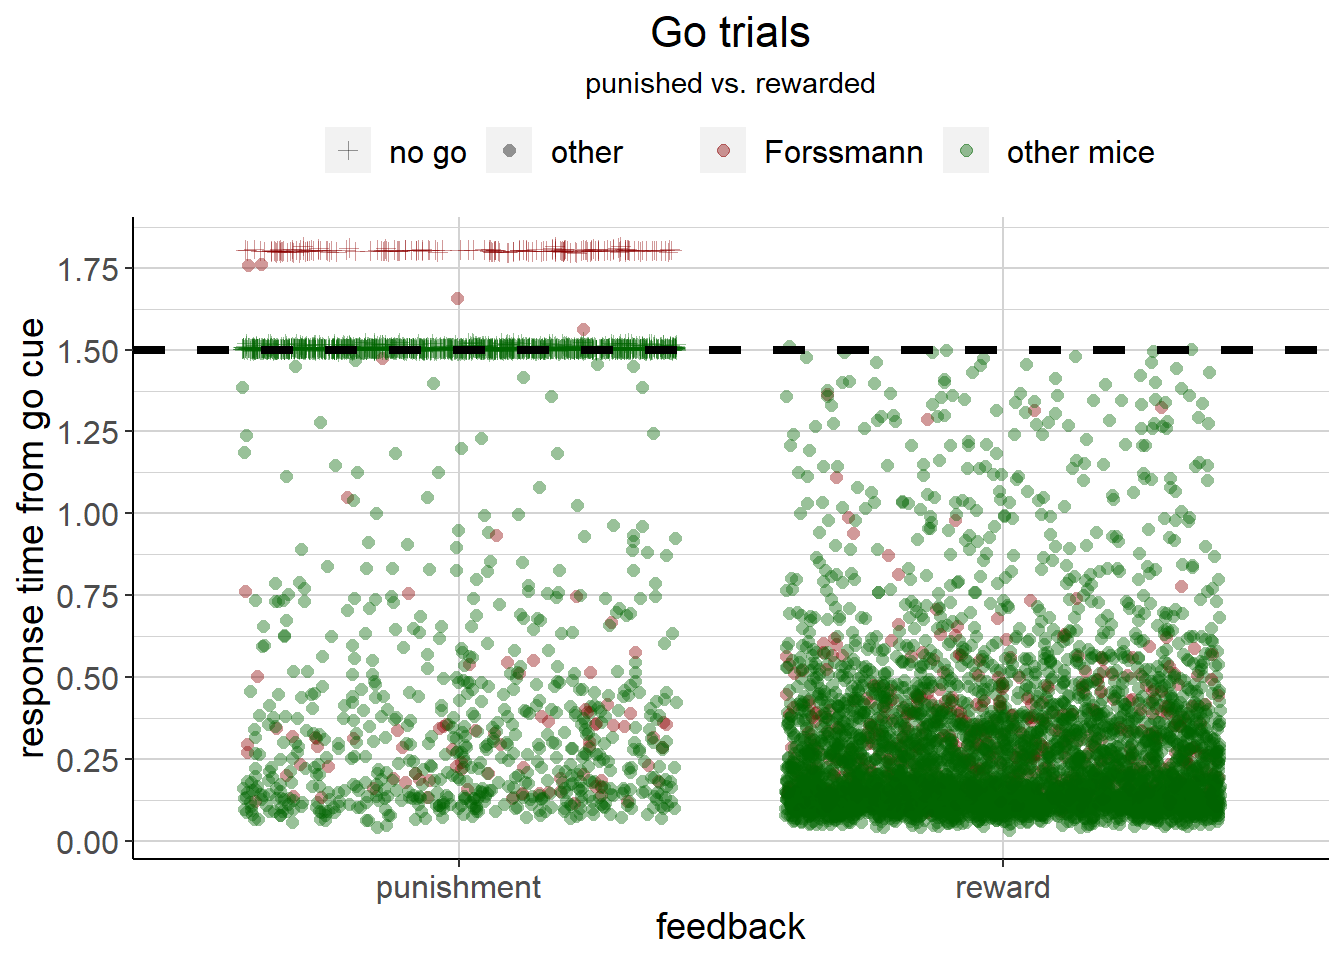 Go trials
punished vs. rewarded
no go other Forssmann other mice
1.75
1.50
1.25
1.00
0.75
0.50
0.25
0.00
response time from go cue
punishment reward
feedback